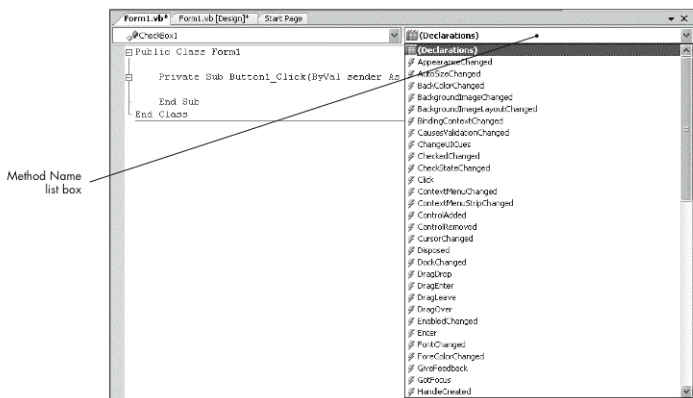 Form1.vb* Form1.vb [Design]* Start Page
CheckBox1 (Declarations)
Public Class Form1
Private Sub Button1_Click(ByVal sender As
End Sub
End Class
Method Name
list box
(Declarations)
AppearanceChanged
AutoSizeChanged
BackColorChanged
BackgroundImageChanged
BackgroundImageLayoutChanged
BindingContextChanged
CausesValidationChanged
ChangeUICues
CheckedChanged
CheckStateChanged
Click
ContextMenuChanged
ContextMenuStripChanged
ControlAdded
ControlRemoved
CursorChanged
Disposed
DockChanged
DragDrop
DragEnter
DragLeave
DragOver
EnabledChanged
Enter
FontChanged
ForeColorChanged
GiveFeedback
GotFocus
HandleCreated